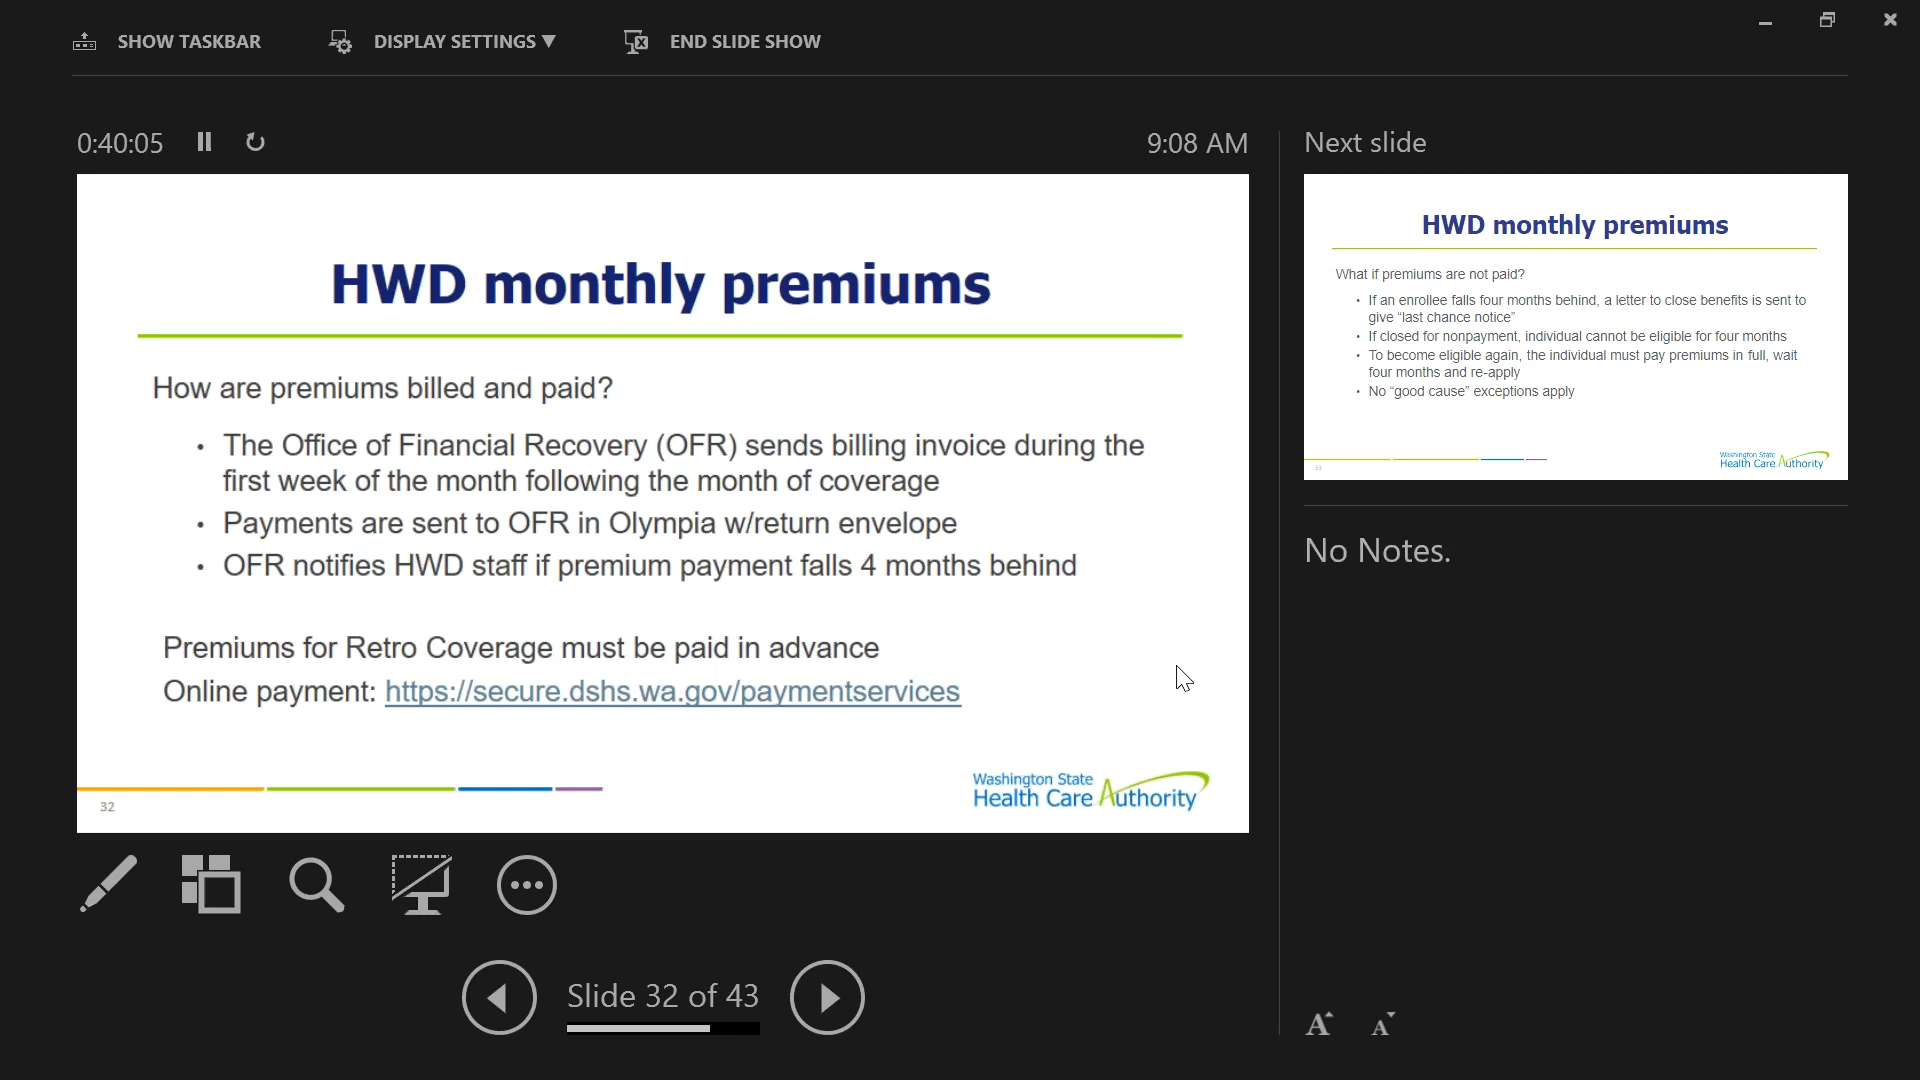 SHOW TASKBAR
DISPLAY SETTINGS ▼
END SLIDE SHOW
0:40:05
9:08 AM
HWD monthly premiums
How are premiums billed and paid?
• The Office of Financial Recovery (OFR) sends billing invoice during the
first week of the month following the month of coverage
• Payments are sent to OFR in Olympia w/return envelope
• OFR notifies HWD staff if premium payment falls 4 months behind
Premiums for Retro Coverage must be paid in advance
Online payment: https://secure.dshs.wa.gov/paymentservices
32
Washington State
Health Care Authority
Slide 32 of 43
Next slide
HWD monthly premiums
What if premiums are not paid?
• If an enrollee falls four months behind, a letter to close benefits is sent to
give “last chance notice”
• If closed for nonpayment, individual cannot be eligible for four months
• To become eligible again, the individual must pay premiums in full, wait
four months and re-apply
• No “good cause” exceptions apply
33
Washington State
Health Care Authority
No Notes.
A A